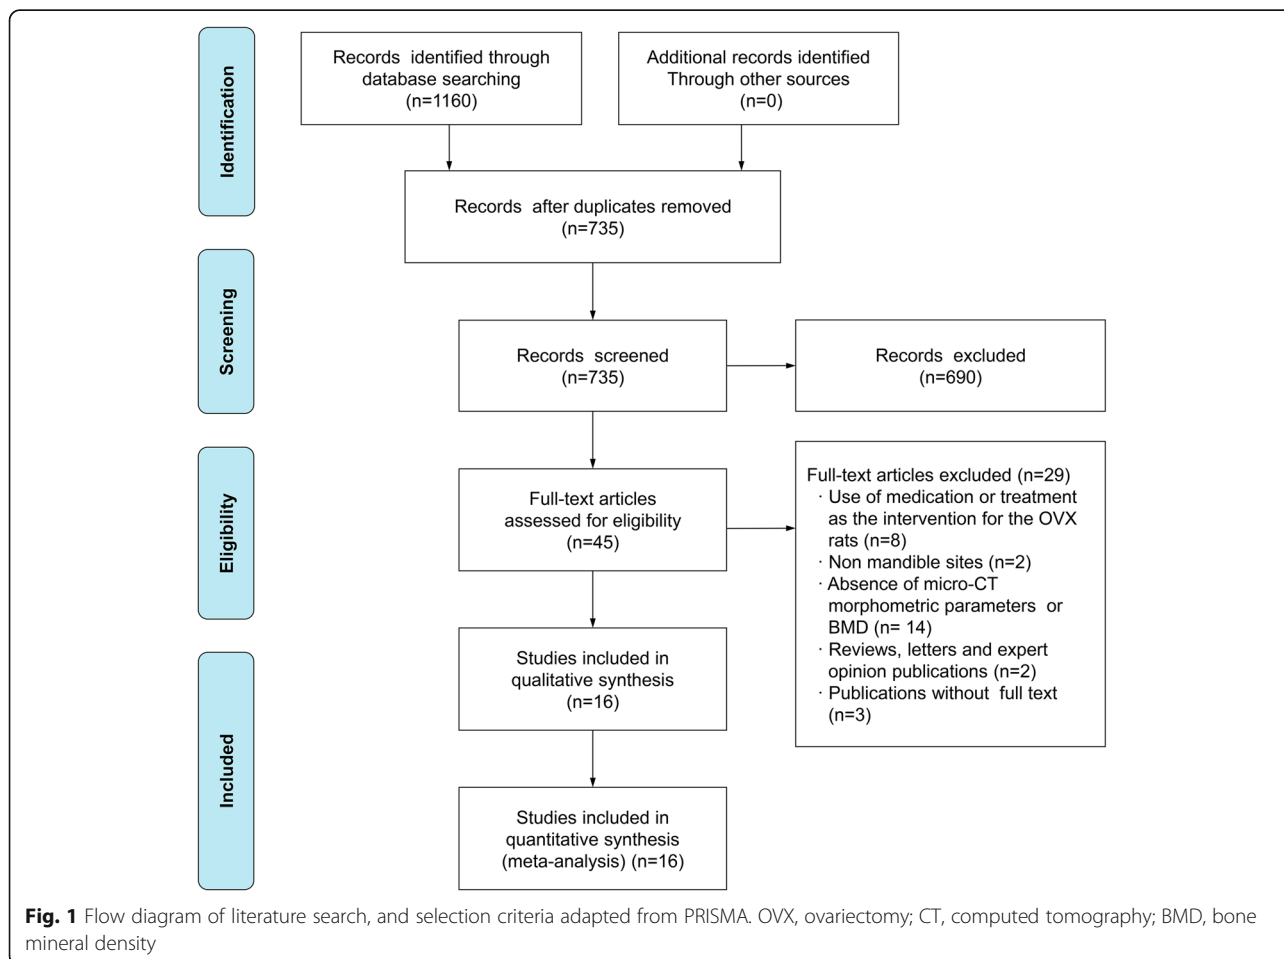 Identification
Records identified through
database searching
(n=1160)
Additional records identified
Through other sources
(n=0)
Records after duplicates removed
(n=735)
Screening
Records screened
(n=735)
Records excluded
(n=690)
Eligibility
Full-text articles
assessed for eligibility
(n=45)
Full-text articles excluded (n=29)
· Use of medication or treatment
as the intervention for the OVX
rats (n=8)
· Non mandible sites (n=2)
· Absence of micro-CT
morphometric parameters or
BMD (n= 14)
· Reviews, letters and expert
opinion publications (n=2)
· Publications without full text
(n=3)
Included
Studies included in
qualitative synthesis
(n=16)
Studies included in
quantitative synthesis
(meta-analysis) (n=16)
Fig. 1 Flow diagram of literature search, and selection criteria adapted from PRISMA. OVX, ovariectomy; CT, computed tomography; BMD, bone
mineral density